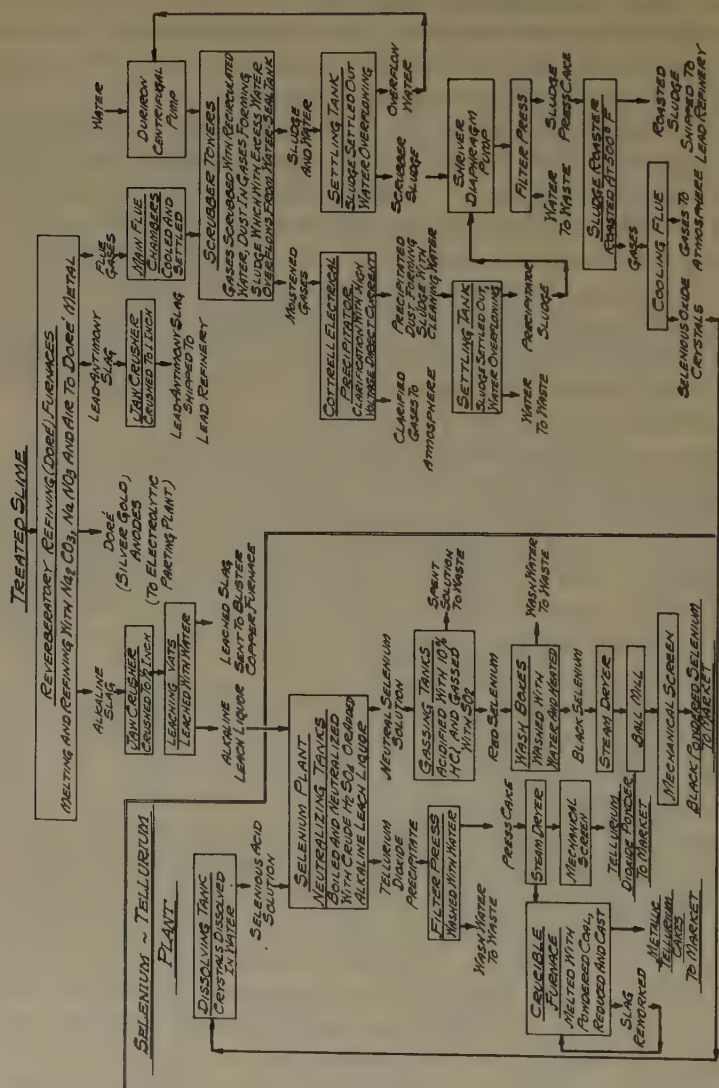 TREATED SLIME
REVERBERATORY REFINING (DORÉ) FURNACES
MELTING AND REFINING WITH Na2 CO3, Na NO3 AND AIR TO DORÉ METAL
ALKALINE
SLAG
JAW CRUSHER
CRUSHED TO ½ INCH
LEACHING VATS
LEACHED WITH WATER
ALKALINE
LEACH LIQUOR
LEACHED SLAG
SENT TO BLISTER
COPPER FURNACE
DORÉ
(SILVER GOLD)
ANODES
(TO ELECTROLYTIC
PARTING PLANT)
LEAD-ANTIMONY
SLAG
JAW CRUSHER
CRUSHED TO 1 INCH
LEAD-ANTIMONY SLAG
SHIPPED TO
LEAD REFINERY
FLUE
GASES
MAIN FLUE
CHAMBERS
COOLED AND
SETTLED
WATER
DURIRON
CENTRIFUGAL
PUMP
SCRUBBER TOWERS
GASES SCRUBBED WITH RECIRCULATED
WATER, DUST IN GASES FORMING
SLUDGE WHICH WITH EXCESS WATER
OVERFLOWS FROM WATER-SEAL TANK
MOISTENED
GASES
SLUDGE
AND WATER
COTTRELL ELECTRICAL
PRECIPITATOR
CLARIFICATION WITH HIGH
VOLTAGE DIRECT CURRENT
CLARIFIED
GASES TO
ATMOSPHERE
PRECIPITATED
DUST, FORMING
SLUDGE WITH
CLEANING WATER
SETTLING TANK
SLUDGE SETTLED OUT,
WATER OVERFLOWING
WATER
TO WASTE
PRECIPITATOR
SLUDGE
SETTLING TANK
SLUDGE SETTLED OUT
WATER OVERFLOWING
SCRUBBER
SLUDGE
OVERFLOW
WATER
SHRIVER
DIAPHRAGM
PUMP
FILTER PRESS
WATER
TO WASTE
SLUDGE
PRESS CAKE
SLUDGE ROASTER
ROASTED AT 500°F
GASES
ROASTED
SLUDGE
SHIPPED TO
LEAD REFINERY
COOLING FLUE
SELENIOUS OXIDE
CRYSTALS
GASES TO
ATMOSPHERE
SELENIUM ~ TELLURIUM
PLANT
DISSOLVING TANK
CRYSTALS DISSOLVED
IN WATER
SELENIOUS ACID
SOLUTION
SELENIUM PLANT
NEUTRALIZING TANKS
BOILED AND NEUTRALIZED
WITH CRUDE H2 SO4 OR ADDED
ALKALINE LEACH LIQUOR
TELLURIUM
DIOXIDE
PRECIPITATE
NEUTRAL SELENIUM
SOLUTION
FILTER PRESS
WASHED WITH WATER
WASH WATER
TO WASTE
PRESS CAKE
STEAM DRYER
MECHANICAL
SCREEN
TELLURIUM
DIOXIDE POWDER
TO MARKET
CRUCIBLE
FURNACE
MELTED WITH
POWDERED COAL,
REDUCED AND CAST
SLAG
REWORKED
METALLIC
TELLURIUM
CAKES
TO MARKET
GASSING TANKS
ACIDIFIED WITH 10%
HCl, AND GASSED
WITH SO2
SPENT
SOLUTION
TO WASTE
RED SELENIUM
WASH BOXES
WASHED WITH
WATER AND HEATED
WASH WATER
TO WASTE
BLACK SELENIUM
STEAM DRYER
BALL MILL
MECHANICAL SCREEN
BLACK POWDERED SELENIUM
TO MARKET